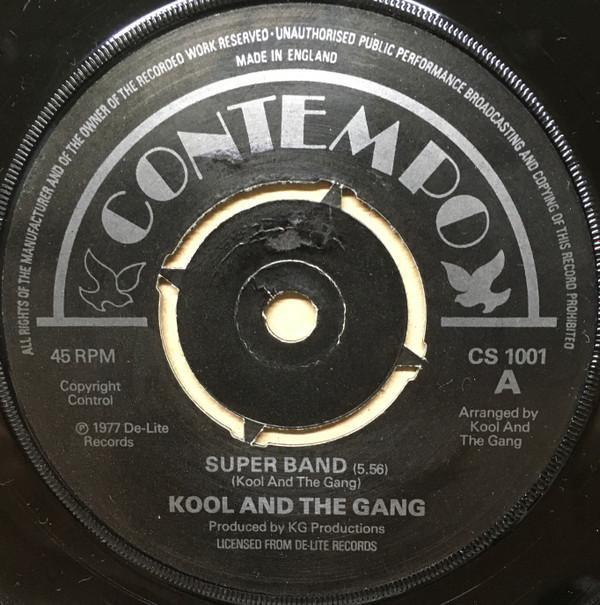 ALL RIGHTS OF THE MANUFACTURER AND OF THE OWNER OF THE RECORDED WORK RESERVED · UNAUTHORISED PUBLIC PERFORMANCE BROADCASTING AND COPYING OF THIS RECORD PROHIBITED
MADE IN ENGLAND
CONTEMPO
45 RPM
CS 1001
A
Copyright
Control
Arranged by
Kool And
The Gang
℗ 1977 De-Lite
Records
SUPER BAND (5.56)
(Kool And The Gang)
KOOL AND THE GANG
Produced by KG Productions
LICENSED FROM DE-LITE RECORDS